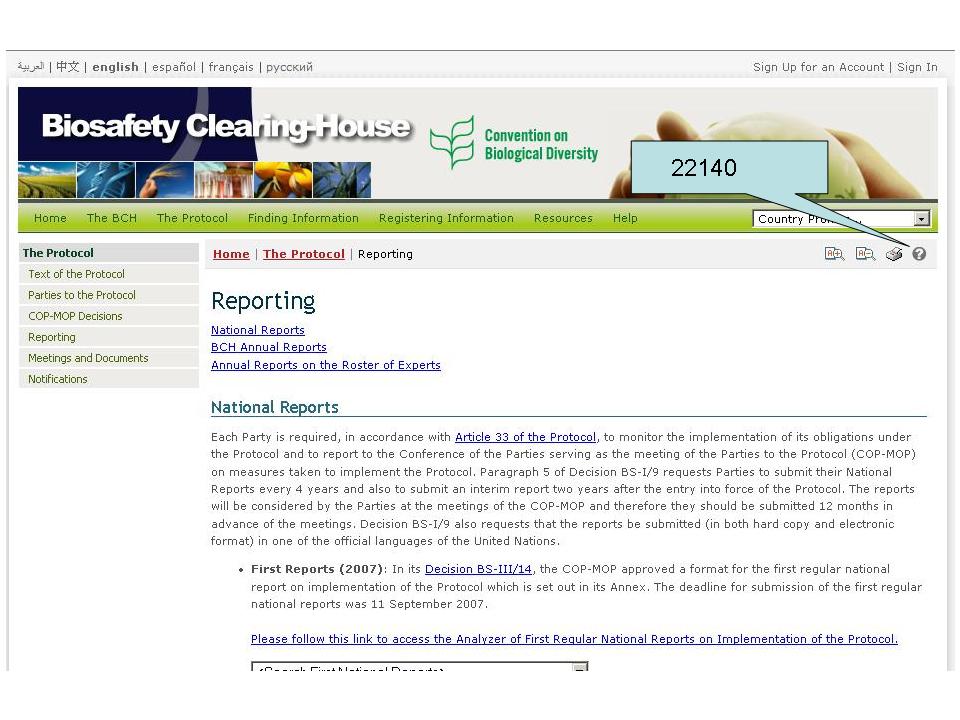 العربية | 中文 | english | español | français | русский
Sign Up for an Account | Sign In
Biosafety Clearing-House
Convention on
Biological Diversity
22140
Home The BCH The Protocol Finding Information Registering Information Resources Help
Country
The Protocol
Text of the Protocol
Parties to the Protocol
COP-MOP Decisions
Reporting
Meetings and Documents
Notifications
Home | The Protocol | Reporting
Reporting
National Reports
BCH Annual Reports
Annual Reports on the Roster of Experts
National Reports
Each Party is required, in accordance with Article 33 of the Protocol, to monitor the implementation of its obligations under
the Protocol and to report to the Conference of the Parties serving as the meeting of the Parties to the Protocol (COP-MOP)
on measures taken to implement the Protocol. Paragraph 5 of Decision BS-I/9 requests Parties to submit their National
Reports every 4 years and also to submit an interim report two years after the entry into force of the Protocol. The reports
will be considered by the Parties at the meetings of the COP-MOP and therefore they should be submitted 12 months in
advance of the meetings. Decision BS-I/9 also requests that the reports be submitted (in both hard copy and electronic
format) in one of the official languages of the United Nations.
• First Reports (2007): In its Decision BS-III/14, the COP-MOP approved a format for the first regular national
report on implementation of the Protocol which is set out in its Annex. The deadline for submission of the first regular
national reports was 11 September 2007.
Please follow this link to access the Analyzer of First Regular National Reports on Implementation of the Protocol.
(Search First National Reports)